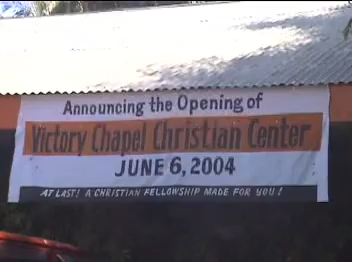 Announcing the Opening of
Victory Chapel Christian Center
JUNE 6, 2004
AT LAST! A CHRISTIAN FELLOWSHIP MADE FOR YOU!